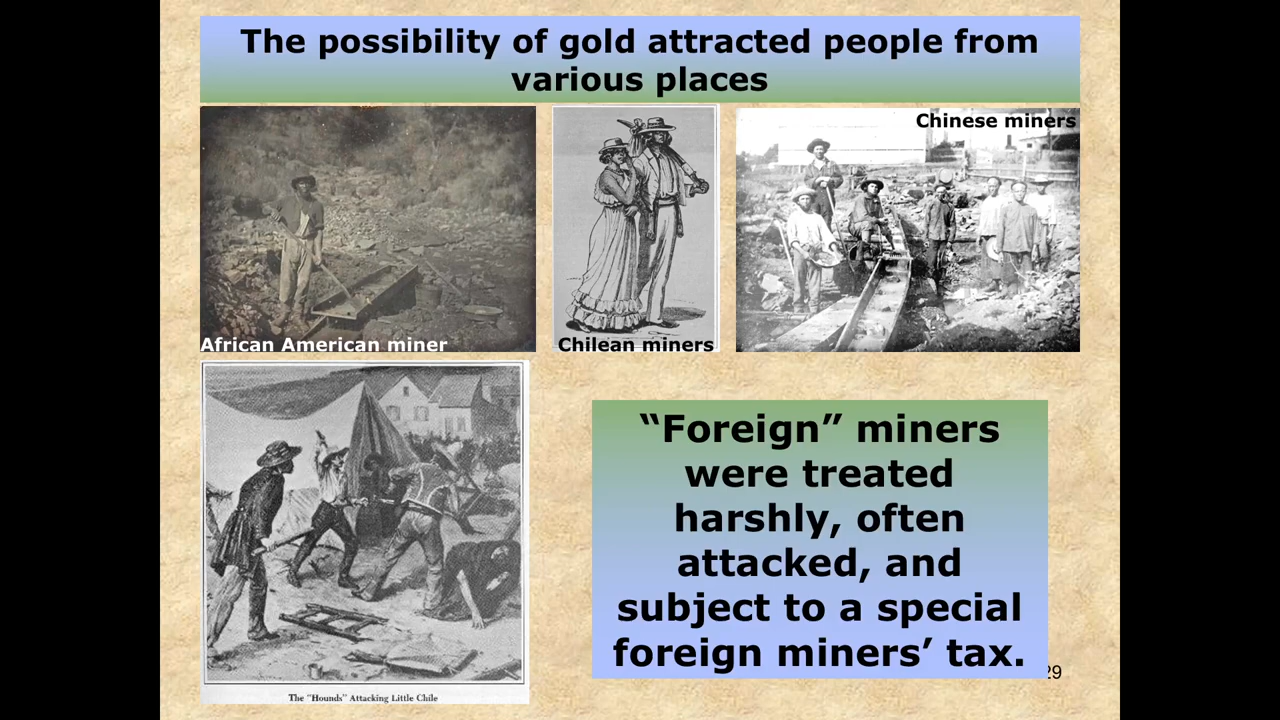 The possibility of gold attracted people from
various places
Chinese miners
African American miner
Chilean miners
“Foreign” miners
were treated
harshly, often
attacked, and
subject to a special
foreign miners’ tax.
29
The "Hounds" Attacking Little Chile